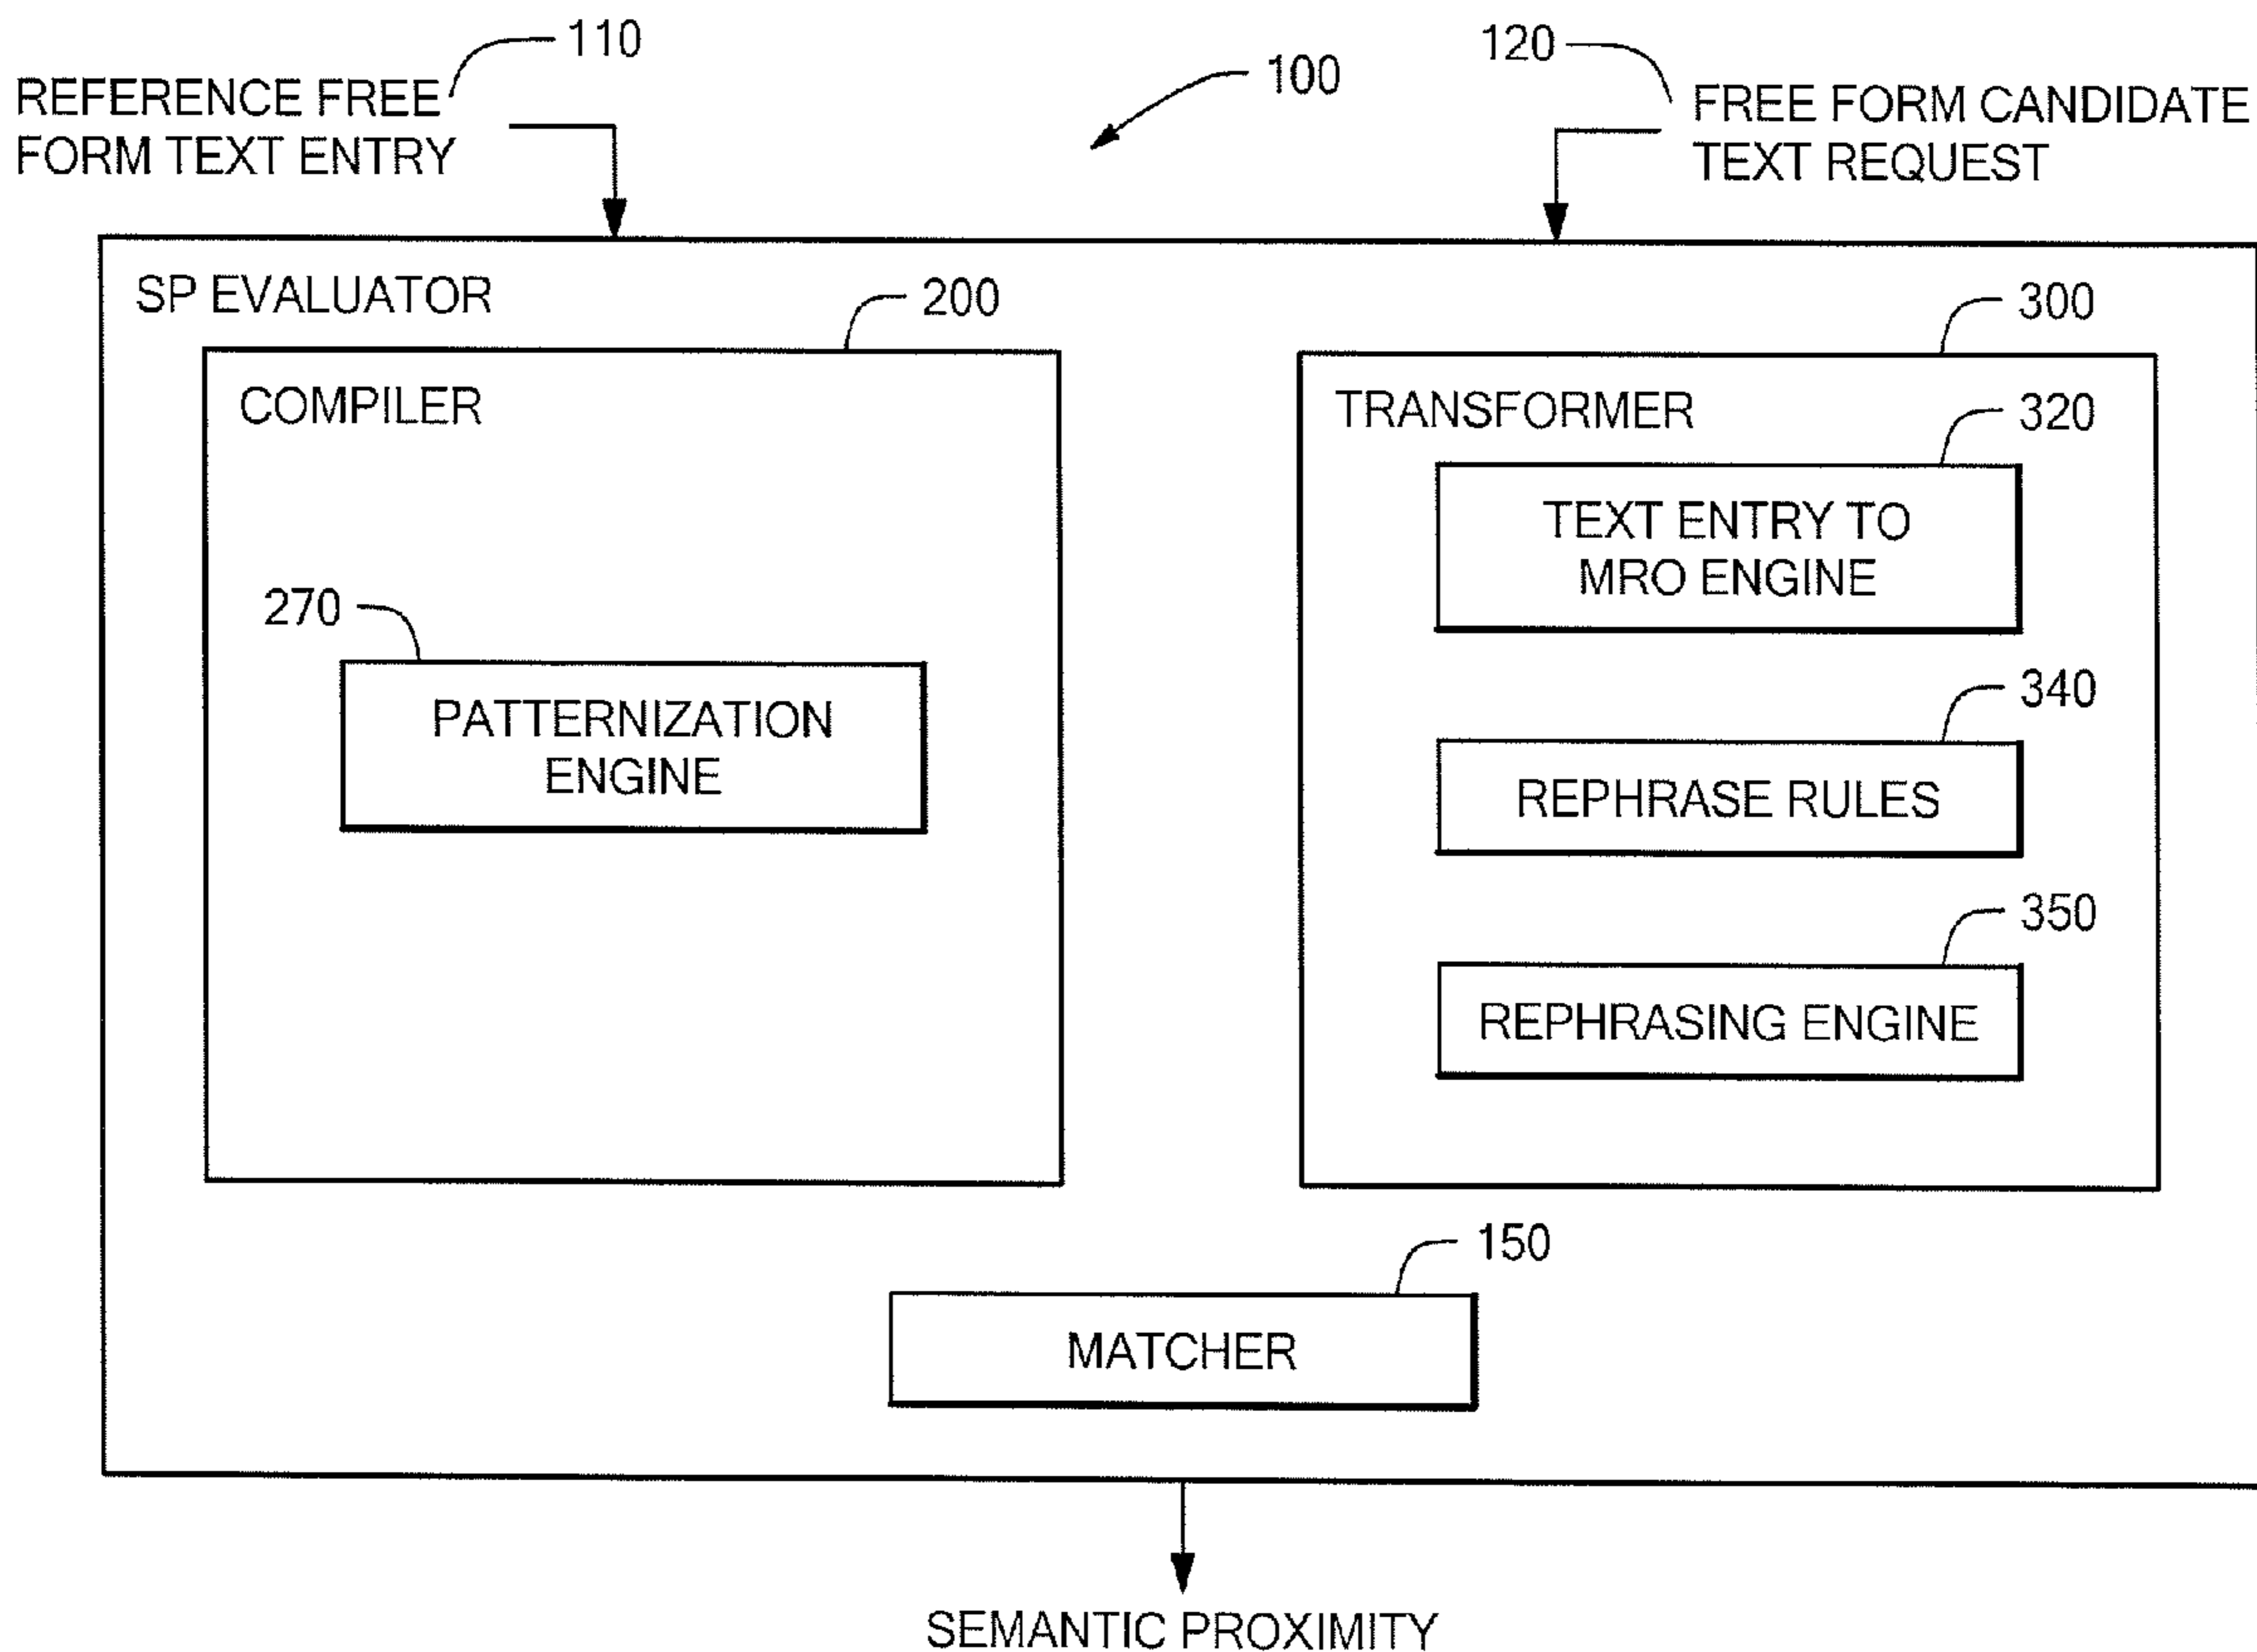 110
REFERENCE FREE
FORM TEXT ENTRY
100
120
FREE FORM CANDIDATE
TEXT REQUEST
SP EVALUATOR
200
COMPILER
270
PATTERNIZATION
ENGINE
300
TRANSFORMER
320
TEXT ENTRY TO
MRO ENGINE
340
REPHRASE RULES
350
REPHRASING ENGINE
150
MATCHER
SEMANTIC PROXIMITY